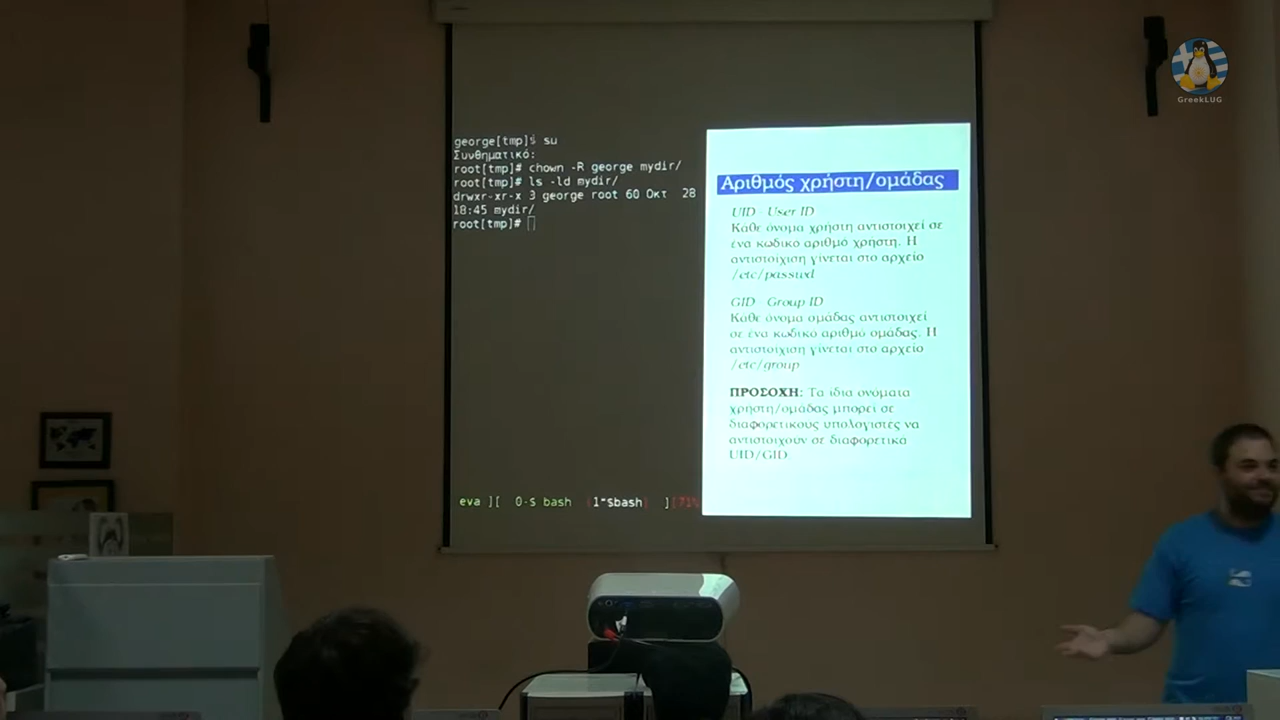 GreekLUG
george[tmp]$ su
Συνθηματικό:
root[tmp]# chown -R george mydir/
root[tmp]# ls -ld mydir/
drwxr-xr-x 3 george root 60 Οκτ  28
18:45 mydir/
root[tmp]#
eva ][ 0-$ bash (1*$bash) ][71%
Αριθμός χρήστη/ομάδας
UID - User ID
Κάθε όνομα χρήστη αντιστοιχεί σε
ένα κωδικό αριθμό χρήστη. Η
αντιστοίχιση γίνεται στο αρχείο
/etc/passwd
GID - Group ID
Κάθε όνομα ομάδας αντιστοιχεί
σε ένα κωδικό αριθμό ομάδας. Η
αντιστοίχιση γίνεται στο αρχείο
/etc/group
ΠΡΟΣΟΧΗ: Τα ίδια ονόματα
χρήστη/ομάδας μπορεί σε
διαφορετικούς υπολογιστές να
αντιστοιχούν σε διαφορετικά
UID/GID